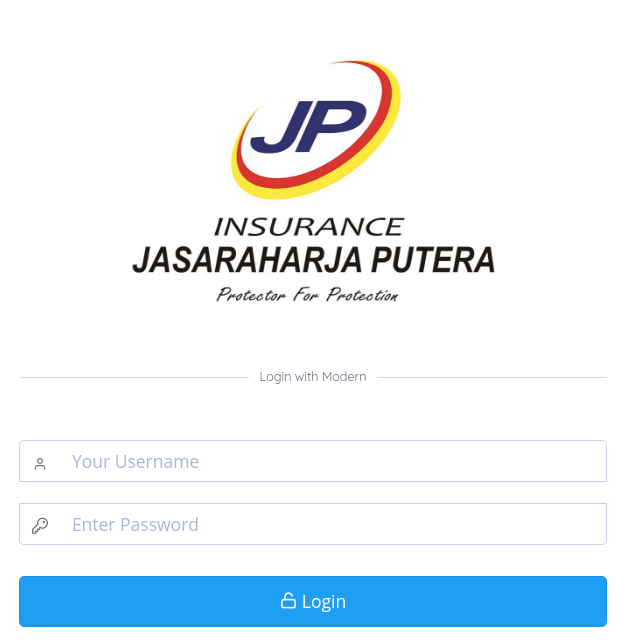 JP
INSURANCE
JASARAHARJA PUTERA
Protector For Protection
Login with Modern
Your Username
Enter Password
Login